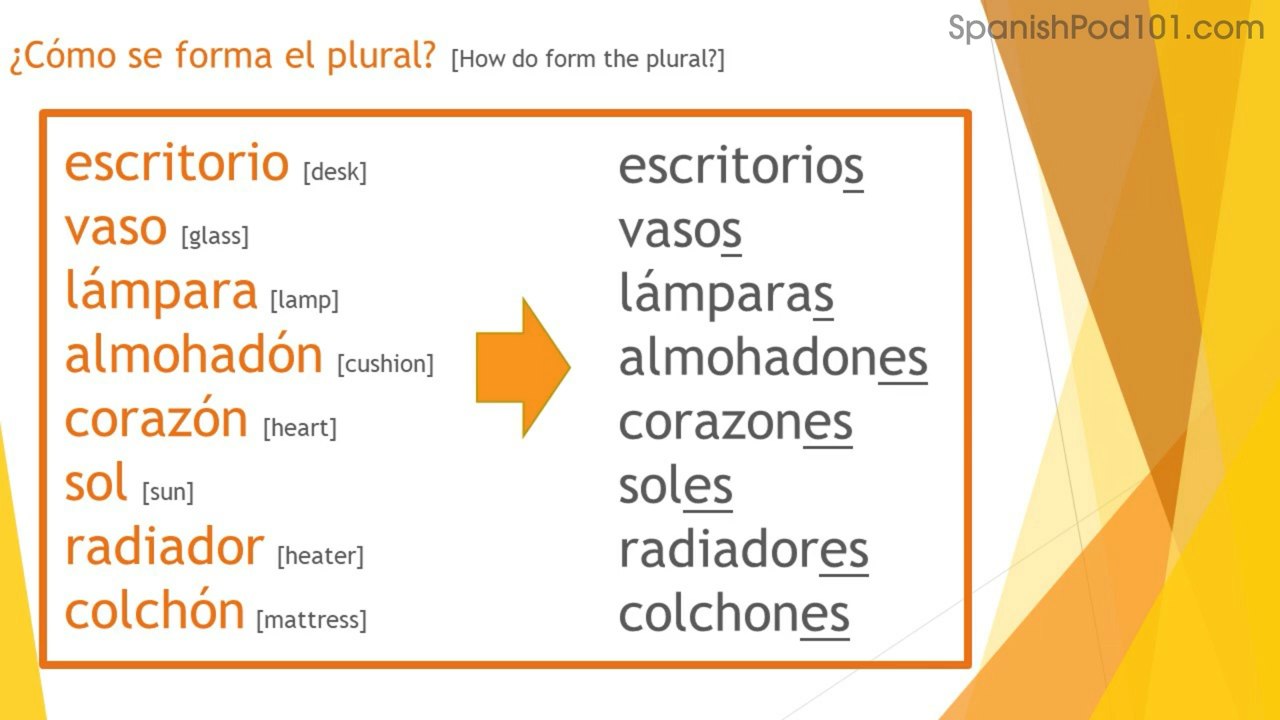 SpanishPod101.com
¿Cómo se forma el plural? [How do form the plural?]
escritorio [desk] escritorios
vaso [glass] vasos
lámpara [lamp] lámparas
almohadón [cushion] almohadones
corazón [heart] corazones
sol [sun] soles
radiador [heater] radiadores
colchón [mattress] colchones